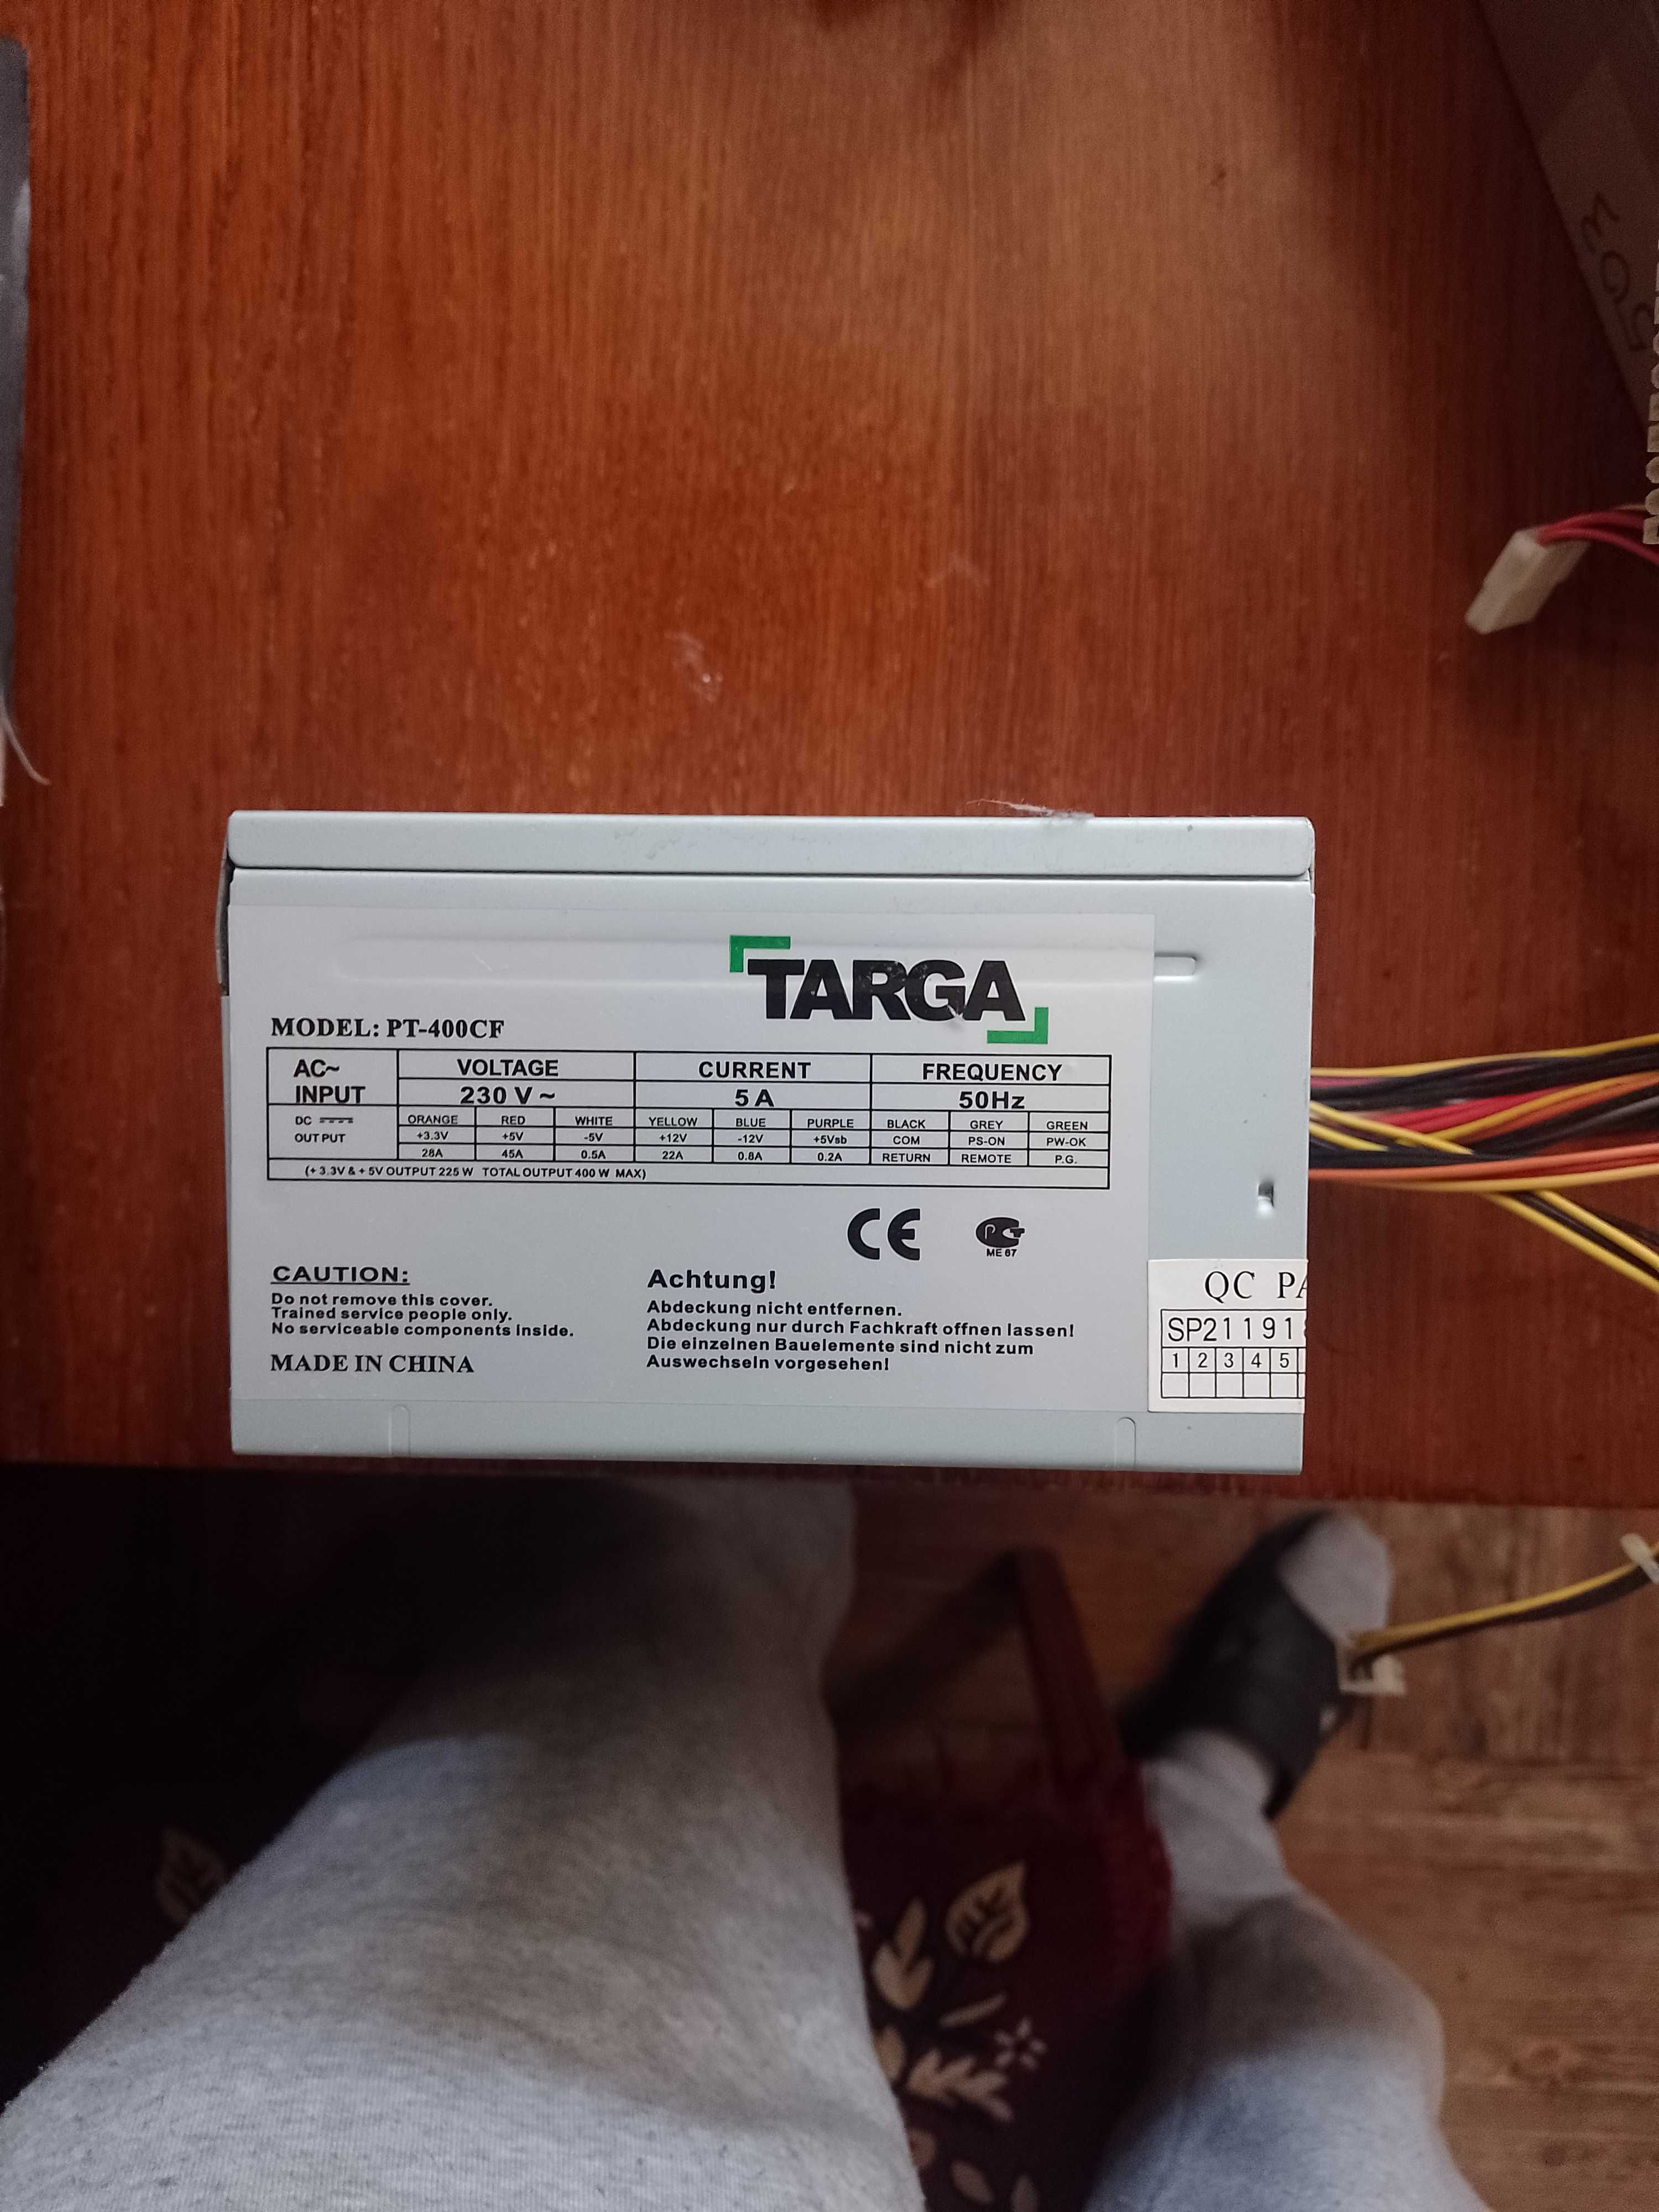 503
TARGA
MODEL: PT-400CF
AC~ INPUT VOLTAGE CURRENT FREQUENCY
230 V ~ 5 A 50Hz
DC OUTPUT ORANGE RED WHITE YELLOW BLUE PURPLE BLACK GREY GREEN
+3.3V +5V -5V +12V -12V +5Vsb COM PS-ON PW-OK
28A 45A 0.5A 22A 0.8A 0.2A RETURN REMOTE P.G.
(+ 3.3V & + 5V OUTPUT 225 W TOTAL OUTPUT 400 W MAX)
CE
ME 67
CAUTION:
Do not remove this cover.
Trained service people only.
No serviceable components inside.
MADE IN CHINA
Achtung!
Abdeckung nicht entfernen.
Abdeckung nur durch Fachkraft offnen lassen!
Die einzelnen Bauelemente sind nicht zum
Auswechseln vorgesehen!
QC PA
SP211918
1 2 3 4 5